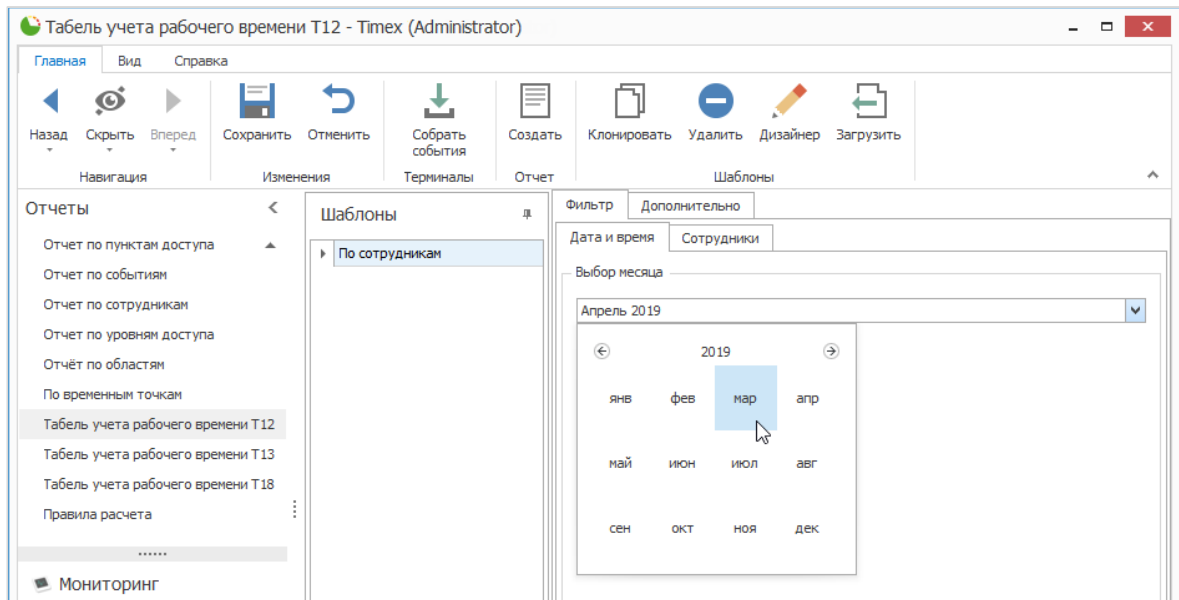 Табель учета рабочего времени Т12 - Timex (Administrator)
Главная Вид Справка
Назад Скрыть Вперед Сохранить Отменить Собрать события Создать Клонировать Удалить Дизайнер Загрузить
Навигация Изменения Терминалы Отчет Шаблоны
Отчеты
Отчет по пунктам доступа
Отчет по событиям
Отчет по сотрудникам
Отчет по уровням доступа
Отчёт по областям
По временным точкам
Табель учета рабочего времени Т12
Табель учета рабочего времени Т13
Табель учета рабочего времени Т18
Правила расчета
Мониторинг
Шаблоны
По сотрудникам
Фильтр Дополнительно
Дата и время Сотрудники
Выбор месяца
Апрель 2019
2019
янв фев мар апр
май июн июл авг
сен окт ноя дек